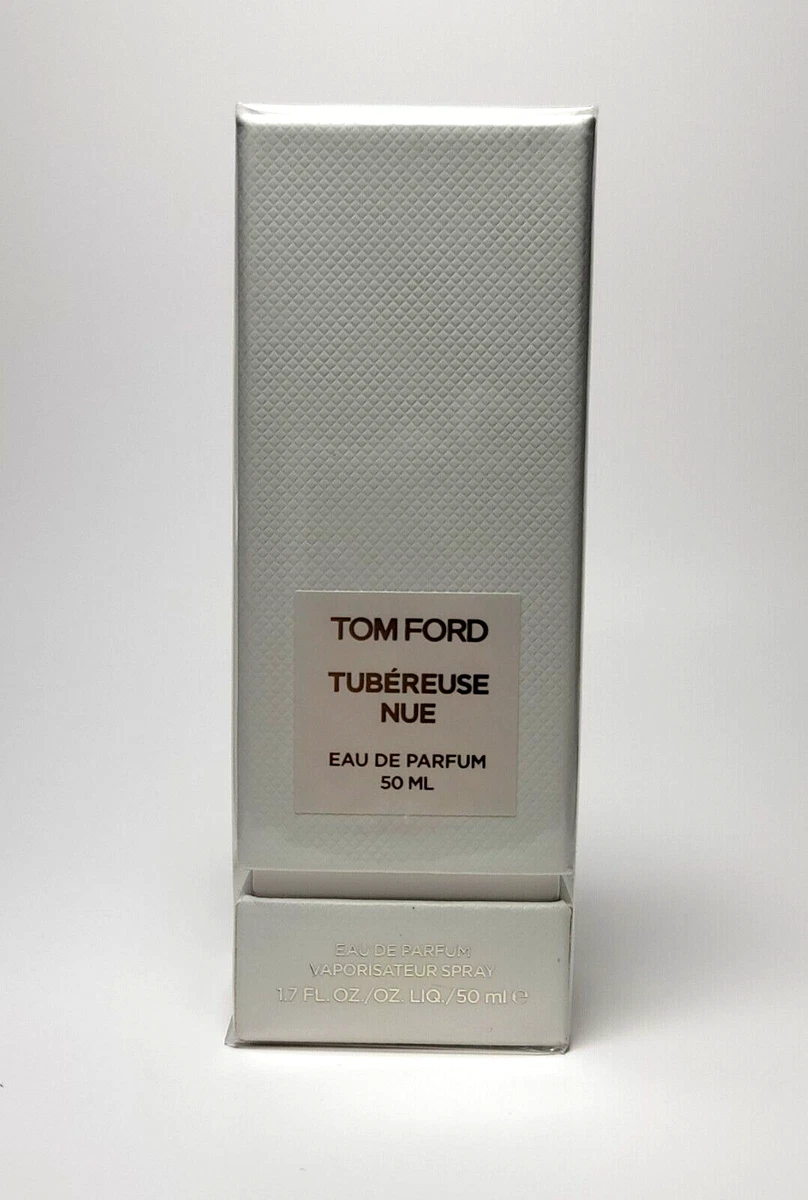 TOM FORD
TUBÉREUSE
NUE
EAU DE PARFUM
50 ML
EAU DE PARFUM
VAPORISATEUR SPRAY
1.7 FL. OZ./OZ. LIQ./50 ml ℮